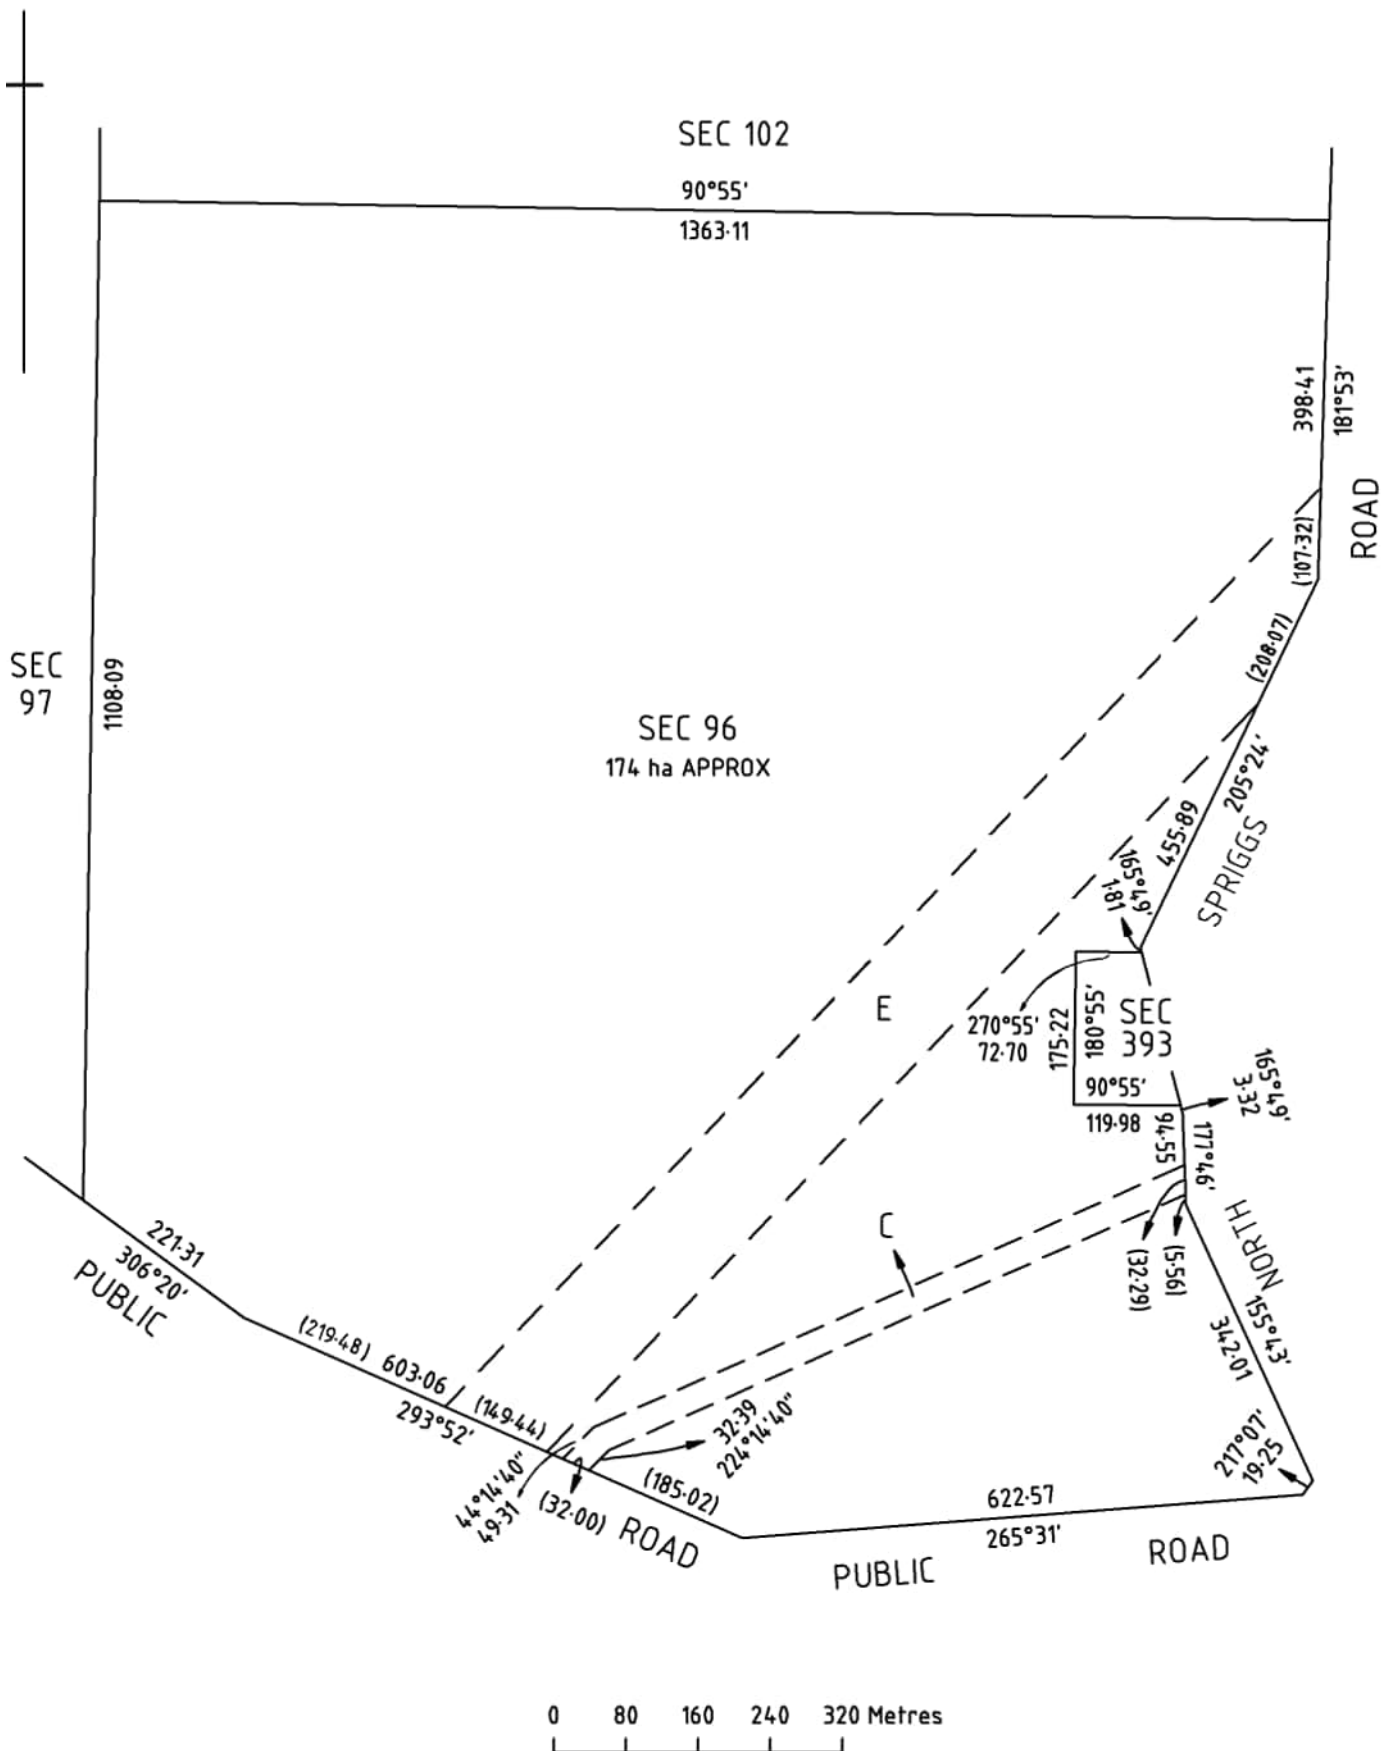 SEC 102
90°55'
1363·11
398·41
181°53'
ROAD
(107·32)
(208·07)
SEC
97
1108·09
SEC 96
174 ha APPROX
205°24'
455·89
SPRIGGS
165°49'
1·81
E
270°55'
72·70
175·22
180°55'
SEC
393
90°55'
119·98
165°49'
3·32
94·55
177°46'
C
(32·29)
(5·56)
NORTH
155°43'
342·01
221·31
306°20'
PUBLIC
(219·48)
603·06
293°52'
(149·44)
32·39
224°14'40"
44°14'40"
49·31
(32·00)
ROAD
(185·02)
217°07'
19·25
622·57
265°31'
PUBLIC
ROAD
0 80 160 240 320 Metres